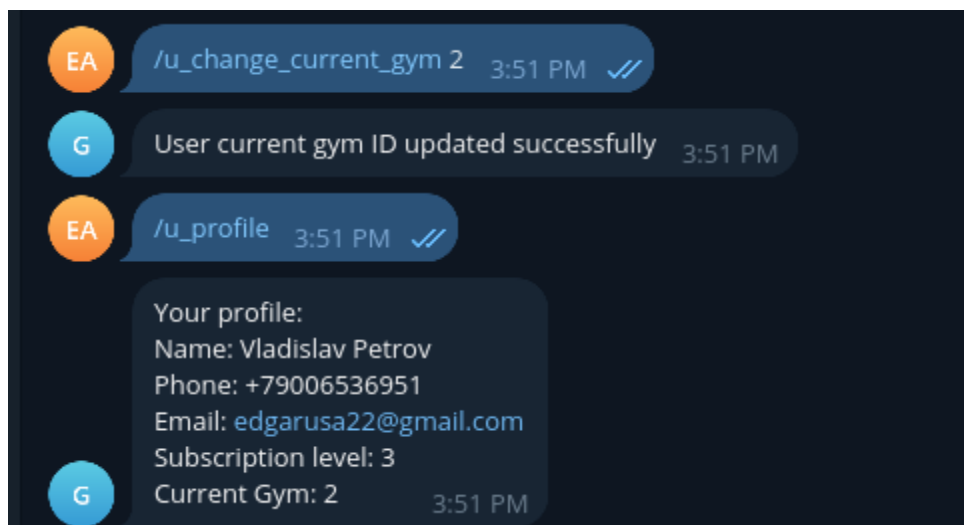 EA
/u_change_current_gym 2 3:51 PM
G
User current gym ID updated successfully 3:51 PM
EA
/u_profile 3:51 PM
Your profile:
Name: Vladislav Petrov
Phone: +79006536951
Email: edgarusa22@gmail.com
Subscription level: 3
G
Current Gym: 2 3:51 PM